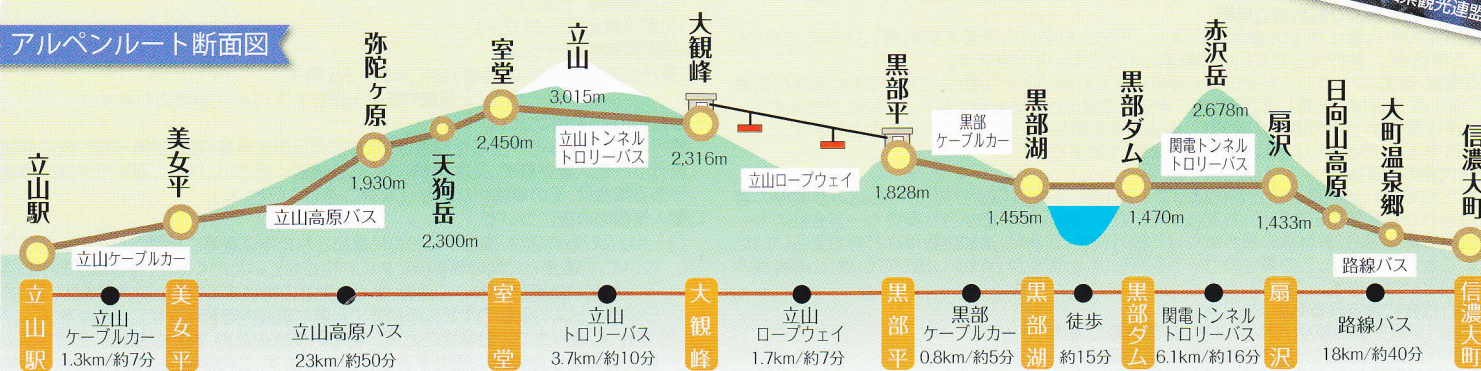 県観光連盟
アルペンルート断面図
立山駅
美女平
弥陀ヶ原
1,930m
天狗岳
2,300m
室堂
2,450m
立山
3,015m
大観峰
2,316m
黒部平
1,828m
黒部湖
1,455m
黒部ダム
1,470m
赤沢岳
2,678m
扇沢
1,433m
日向山高原
大町温泉郷
信濃大町
立山ケーブルカー
立山高原バス
立山トンネル
トロリーバス
立山ロープウェイ
黒部
ケーブルカー
関電トンネル
トロリーバス
路線バス
立山駅
立山
ケーブルカー
1.3km/約7分
美女平
立山高原バス
23km/約50分
室堂
立山
トロリーバス
3.7km/約10分
大観峰
立山
ロープウェイ
1.7km/約7分
黒部平
黒部
ケーブルカー
0.8km/約5分
黒部湖
徒歩
約15分
黒部ダム
関電トンネル
トロリーバス
6.1km/約16分
扇沢
路線バス
18km/約40分
信濃大町